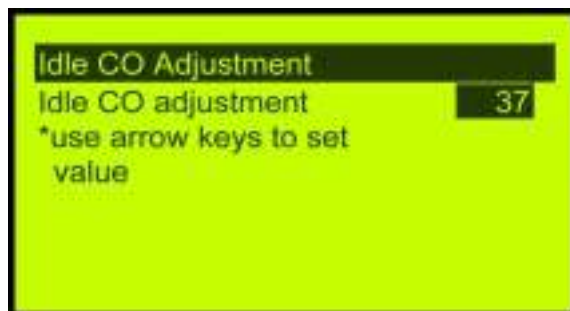 Idle CO Adjustment
Idle CO adjustment 37
*use arrow keys to set
value